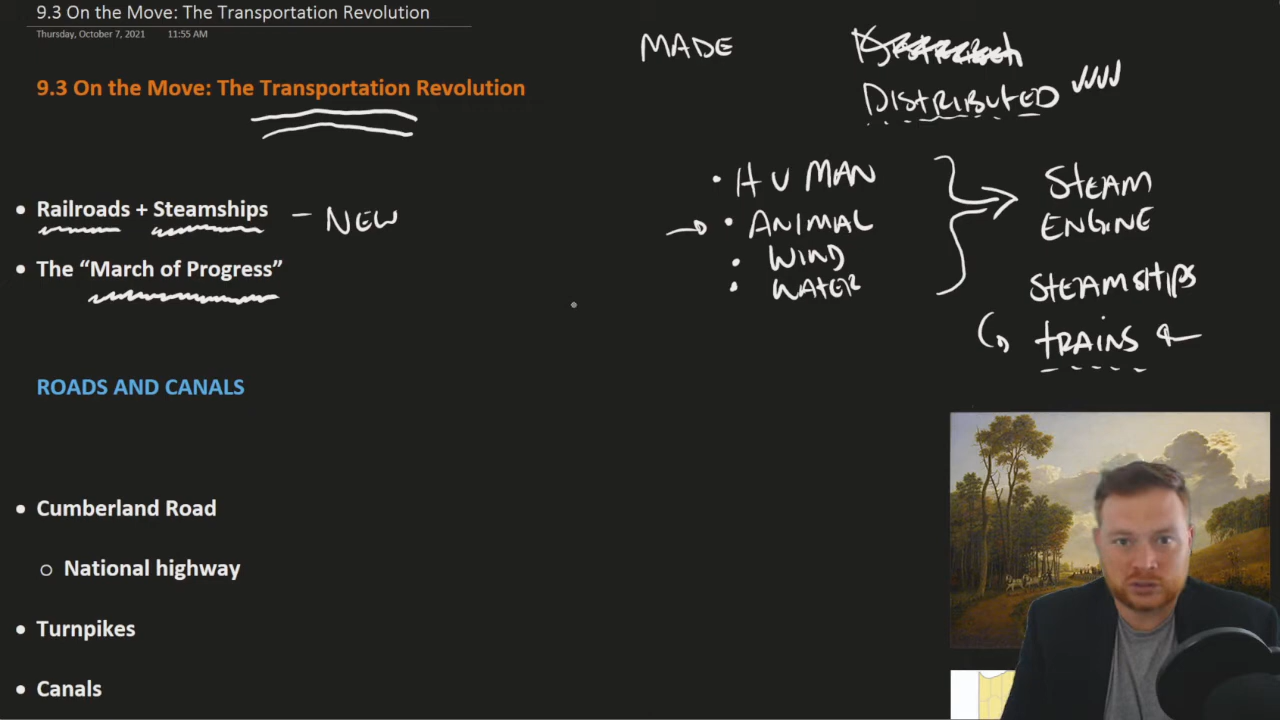 9.3 On the Move: The Transportation Revolution
Thursday, October 7, 2021 11:55 AM
9.3 On the Move: The Transportation Revolution
• Railroads + Steamships – NEW
• The “March of Progress”
ROADS AND CANALS
• Cumberland Road
○ National highway
• Turnpikes
• Canals
MADE
DISTRIBUTED
• HUMAN
• ANIMAL
• WIND
• WATER
STEAM
ENGINE
STEAMSHIPS
TRAINS